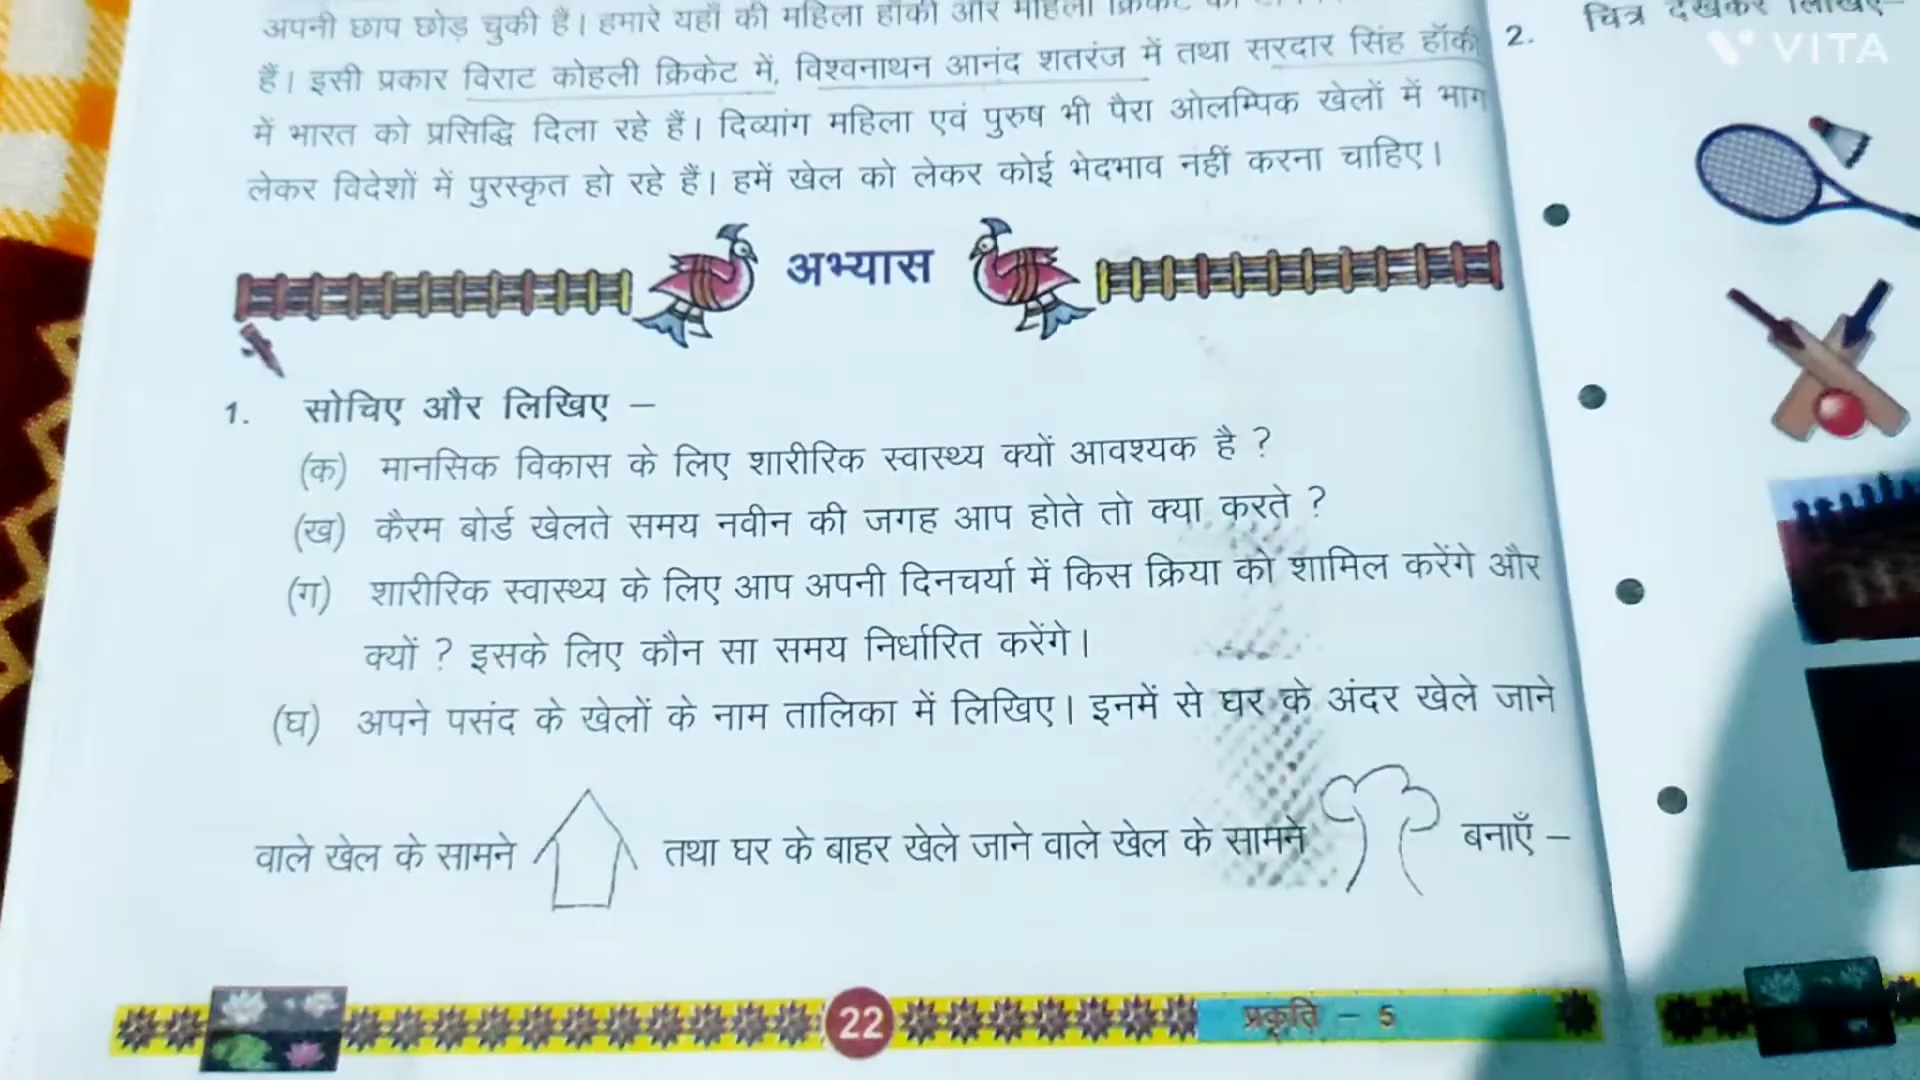 अपनी छाप छोड़ चुकी हैं। हमारे यहाँ की महिला हॉकी और महिला क्रिकेट
हैं। इसी प्रकार विराट कोहली क्रिकेट में, विश्वनाथन आनंद शतरंज में तथा सरदार सिंह हॉकी
में भारत को प्रसिद्धि दिला रहे हैं। दिव्यांग महिला एवं पुरुष भी पैरा ओलम्पिक खेलों में भाग
लेकर विदेशों में पुरस्कृत हो रहे हैं। हमें खेल को लेकर कोई भेदभाव नहीं करना चाहिए।
अभ्यास
1. सोचिए और लिखिए –
(क) मानसिक विकास के लिए शारीरिक स्वास्थ्य क्यों आवश्यक है ?
(ख) कैरम बोर्ड खेलते समय नवीन की जगह आप होते तो क्या करते ?
(ग) शारीरिक स्वास्थ्य के लिए आप अपनी दिनचर्या में किस क्रिया को शामिल करेंगे और
क्यों ? इसके लिए कौन सा समय निर्धारित करेंगे।
(घ) अपने पसंद के खेलों के नाम तालिका में लिखिए। इनमें से घर के अंदर खेले जाने
वाले खेल के सामने तथा घर के बाहर खेले जाने वाले खेल के सामने बनाएँ –
22
प्रकृति – 5
2. चित्र देखकर लिखिए–
VITA